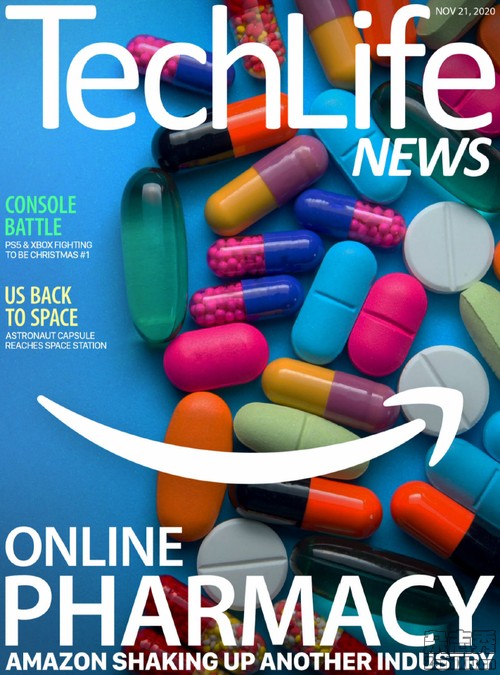 NOV 21, 2020
TechLife
NEWS
CONSOLE
BATTLE
PS5 & XBOX FIGHTING
TO BE CHRISTMAS #1
US BACK
TO SPACE
ASTRONAUT CAPSULE
REACHES SPACE STATION
ONLINE
PHARMACY
AMAZON SHAKING UP ANOTHER INDUSTRY